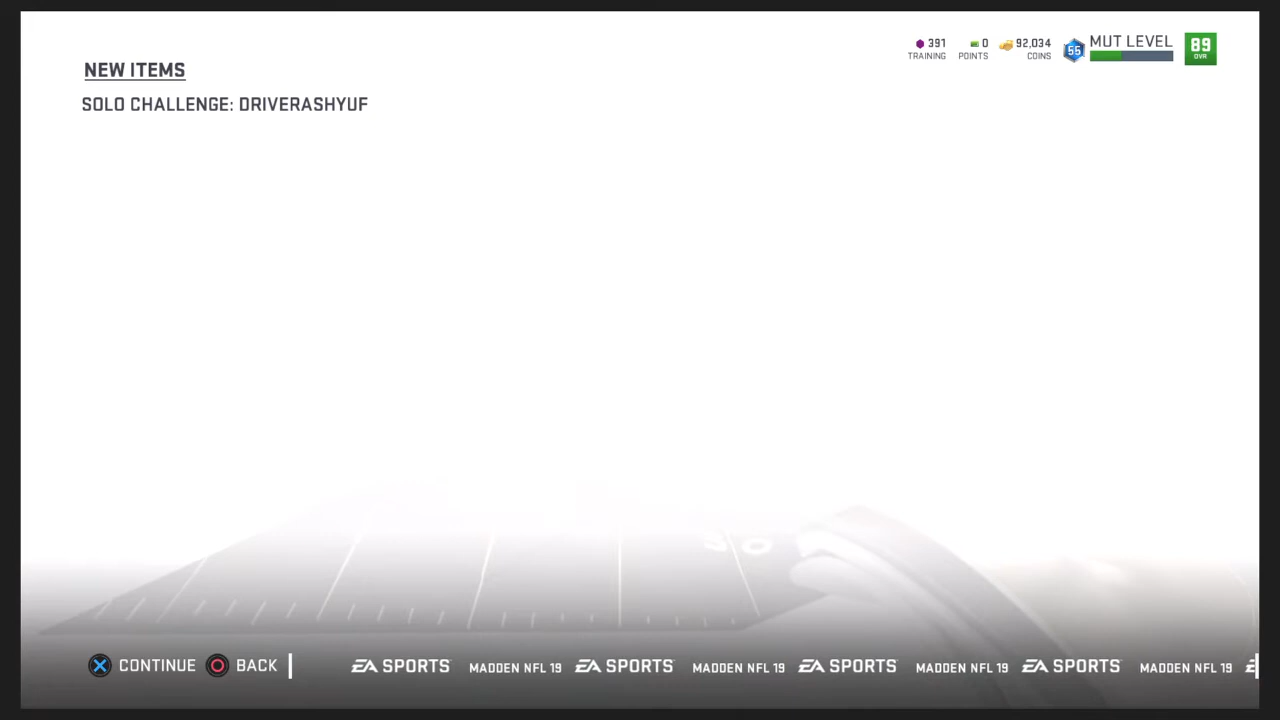 391
TRAINING
0
POINTS
92,034
COINS
55
MUT LEVEL
89
OVR
NEW ITEMS
SOLO CHALLENGE: DRIVERASHYUF
CONTINUE
BACK
EA SPORTS MADDEN NFL 19 EA SPORTS MADDEN NFL 19 EA SPORTS MADDEN NFL 19 EA SPORTS MADDEN NFL 19